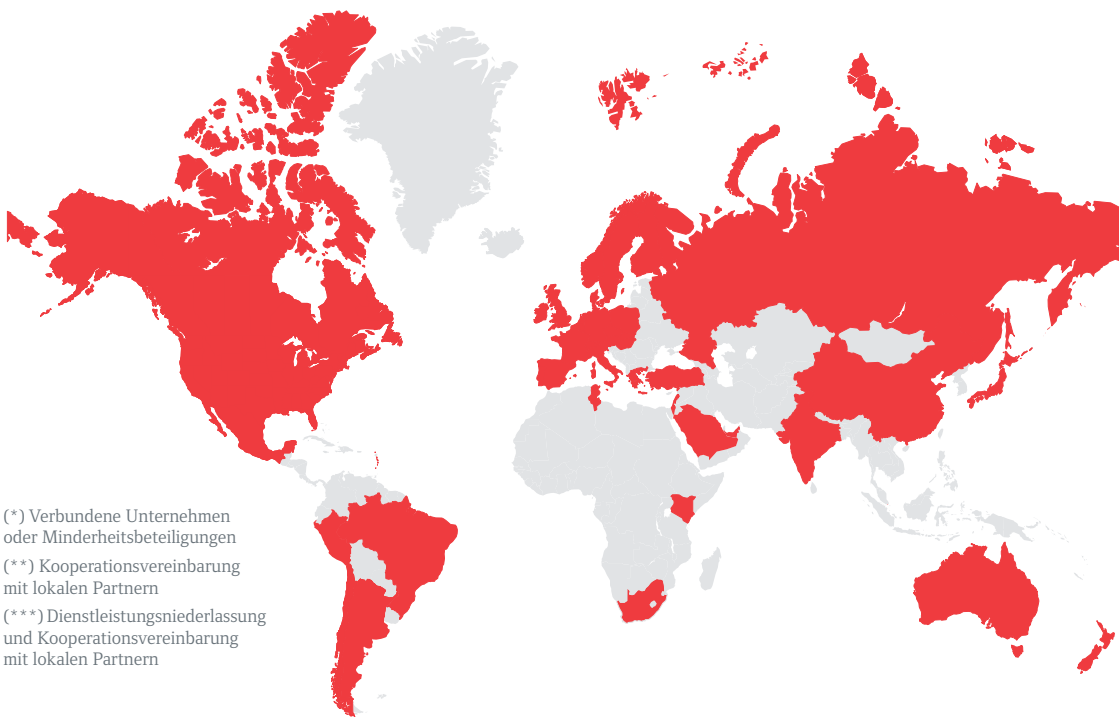 (*) Verbundene Unternehmen
oder Minderheitsbeteiligungen
(**) Kooperationsvereinbarung
mit lokalen Partnern
(***) Dienstleistungsniederlassung
und Kooperationsvereinbarung
mit lokalen Partnern